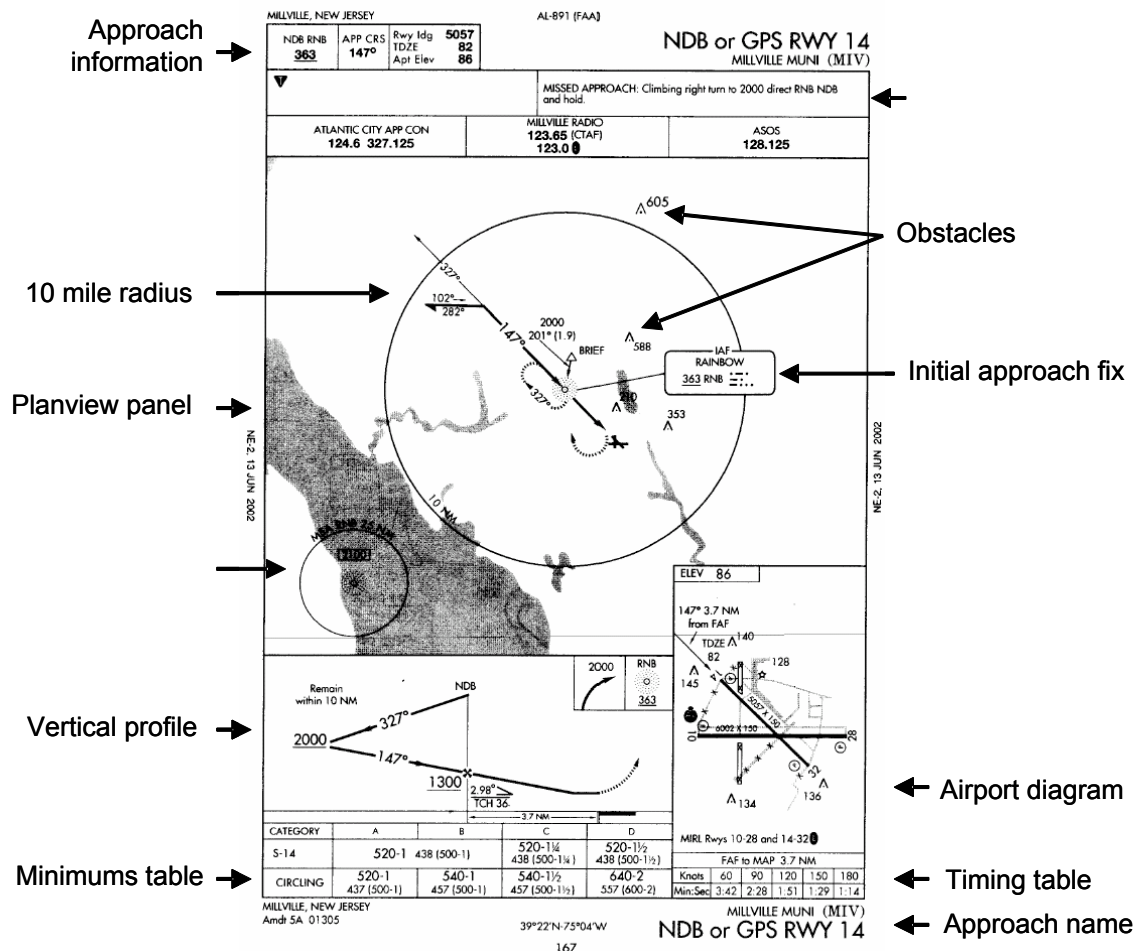 MILLVILLE, NEW JERSEY
AL-891 (FAA)
Approach
information
NDB RNB
363
APP CRS
147°
Rwy ldg 5057
TDZE 82
Apt Elev 86
NDB or GPS RWY 14
MILLVILLE MUNI (MIV)
T
MISSED APPROACH: Climbing right turn to 2000 direct RNB NDB
and hold.
ATLANTIC CITY APP CON
124.6 327.125
MILLVILLE RADIO
123.65 (CTAF)
123.0
ASOS
128.125
605
Obstacles
327°
10 mile radius
102°
282°
147°
2000
201° (1.9)
BRIEF
588
IAF
RAINBOW
363 RNB
Initial approach fix
Planview panel
327°
210
353
NE-2, 13 JUN 2002
NE-2, 13 JUN 2002
10 NM
MSA RNB 25 NM
2100
ELEV 86
147° 3.7 NM
from FAF
TDZE
82
140
128
145
5057 X 150
6002 X 150
10
28
32
134
136
MIRL Rwys 10-28 and 14-32
Airport diagram
Vertical profile
Remain
within 10 NM
NDB
2000
RNB
363
327°
2000
147°
1300
2.98°
TCH 36
3.7 NM
Minimums table
CATEGORY A B C D
S-14 520-1 438 (500-1) 520-1¼ 438 (500-1¼) 520-1½ 438 (500-1½)
CIRCLING 520-1 437 (500-1) 540-1 457 (500-1) 540-1½ 457 (500-1½) 640-2 557 (600-2)
FAF to MAP 3.7 NM
Knots 60 90 120 150 180
Min:Sec 3:42 2:28 1:51 1:29 1:14
Timing table
MILLVILLE, NEW JERSEY
Amdt 5A 01305
39°22'N-75°04'W
MILLVILLE MUNI (MIV)
NDB or GPS RWY 14
Approach name
167